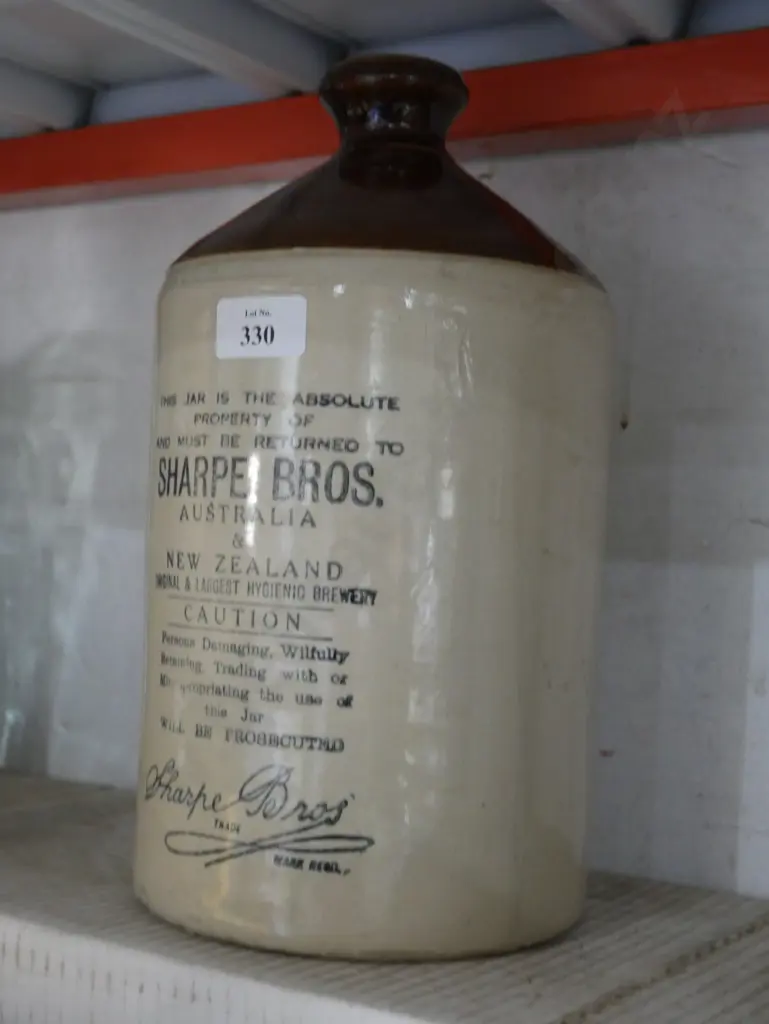 Lot No.
330
THIS JAR IS THE ABSOLUTE
PROPERTY OF
AND MUST BE RETURNED TO
SHARPE BROS.
AUSTRALIA
&
NEW ZEALAND
ORIGINAL & LARGEST HYGIENIC BREWERY
CAUTION
Persons Damaging, Wilfully
Retaining, Trading with or
Misappropriating the use of
this Jar
WILL BE PROSECUTED
Sharpe Bros
TRADE
MARK REGD.